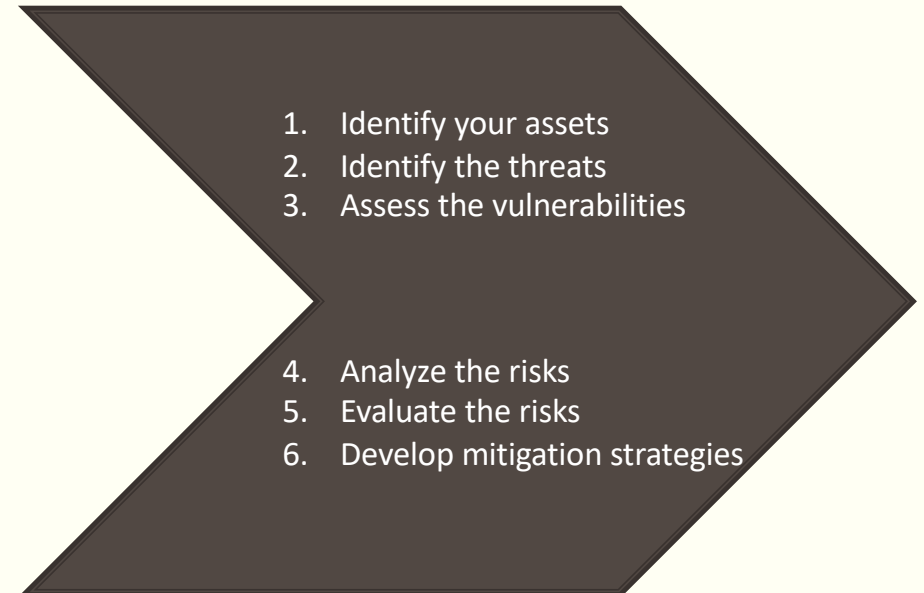 1. Identify your assets
2. Identify the threats
3. Assess the vulnerabilities
4. Analyze the risks
5. Evaluate the risks
6. Develop mitigation strategies